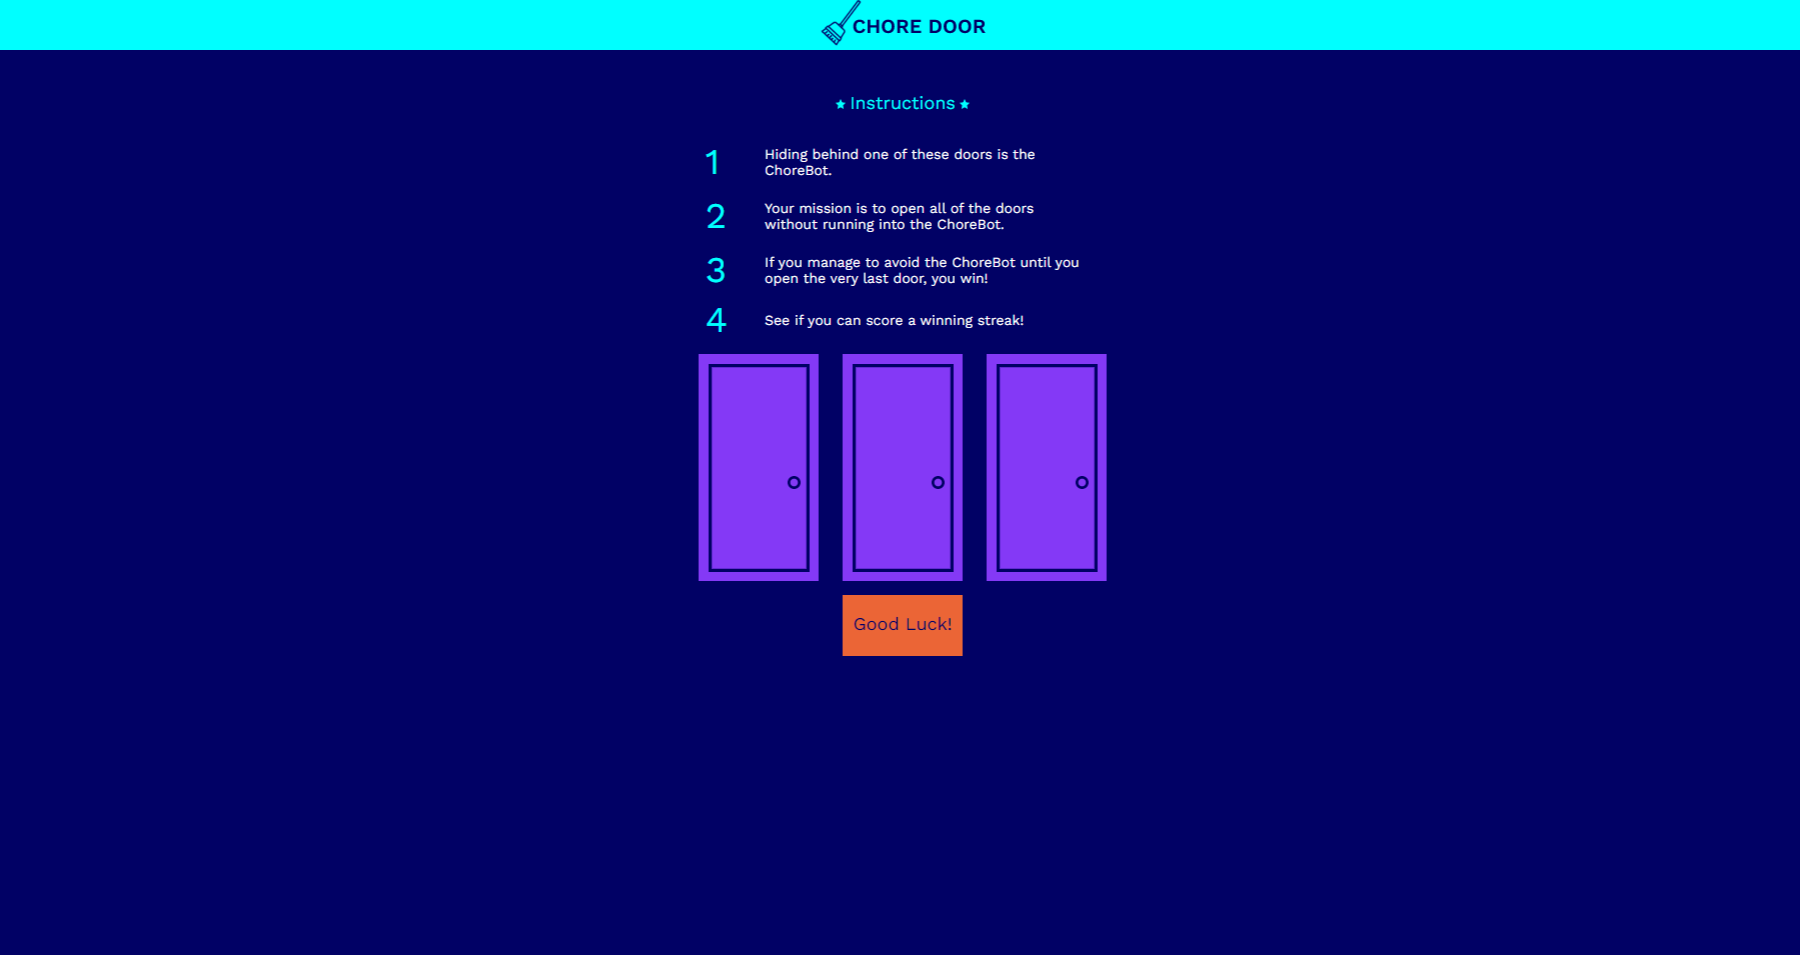 CHORE DOOR
Instructions
1
Hiding behind one of these doors is the
ChoreBot.
2
Your mission is to open all of the doors
without running into the ChoreBot.
3
If you manage to avoid the ChoreBot until you
open the very last door, you win!
4
See if you can score a winning streak!
Good Luck!